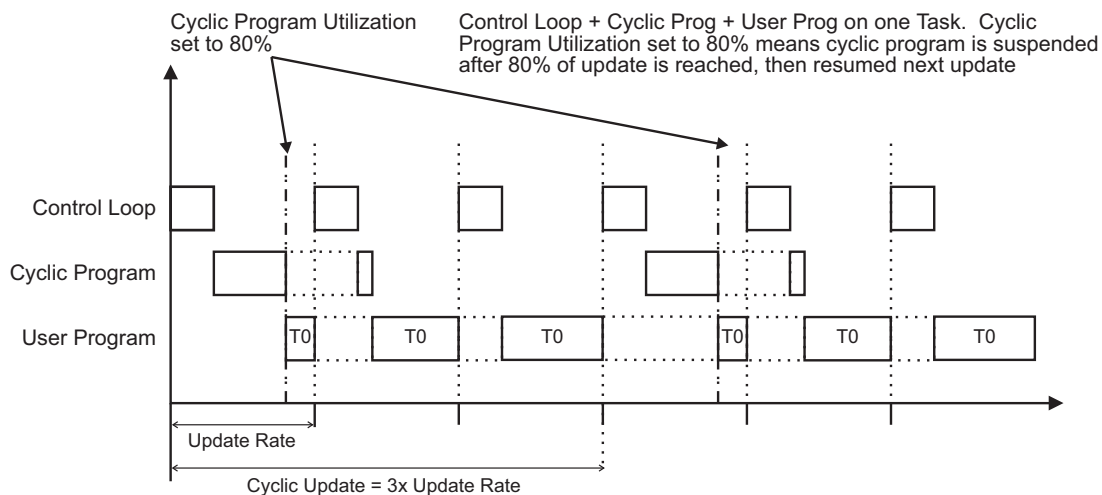 Cyclic Program Utilization
set to 80%
Control Loop + Cyclic Prog + User Prog on one Task.  Cyclic
Program Utilization set to 80% means cyclic program is suspended
after 80% of update is reached, then resumed next update
Control Loop
Cyclic Program
User Program
T0
T0
T0
T0
T0
T0
Update Rate
Cyclic Update = 3x Update Rate